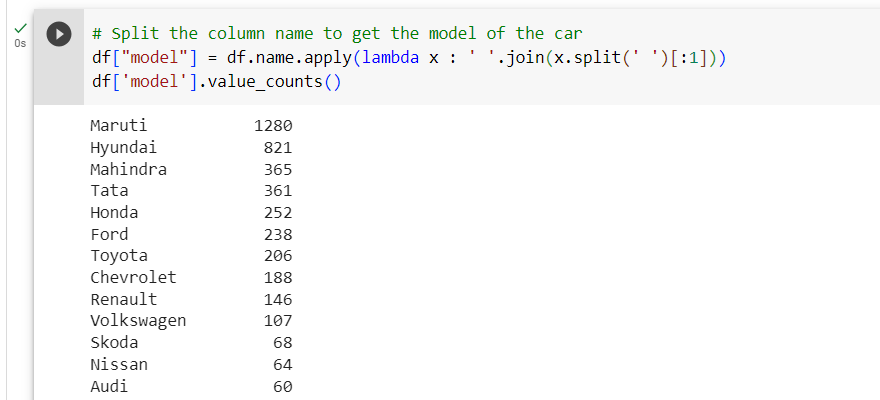 # Split the column name to get the model of the car
df["model"] = df.name.apply(lambda x : ' '.join(x.split(' ')[:1]))
df['model'].value_counts()
0s
Maruti 1280
Hyundai 821
Mahindra 365
Tata 361
Honda 252
Ford 238
Toyota 206
Chevrolet 188
Renault 146
Volkswagen 107
Skoda 68
Nissan 64
Audi 60